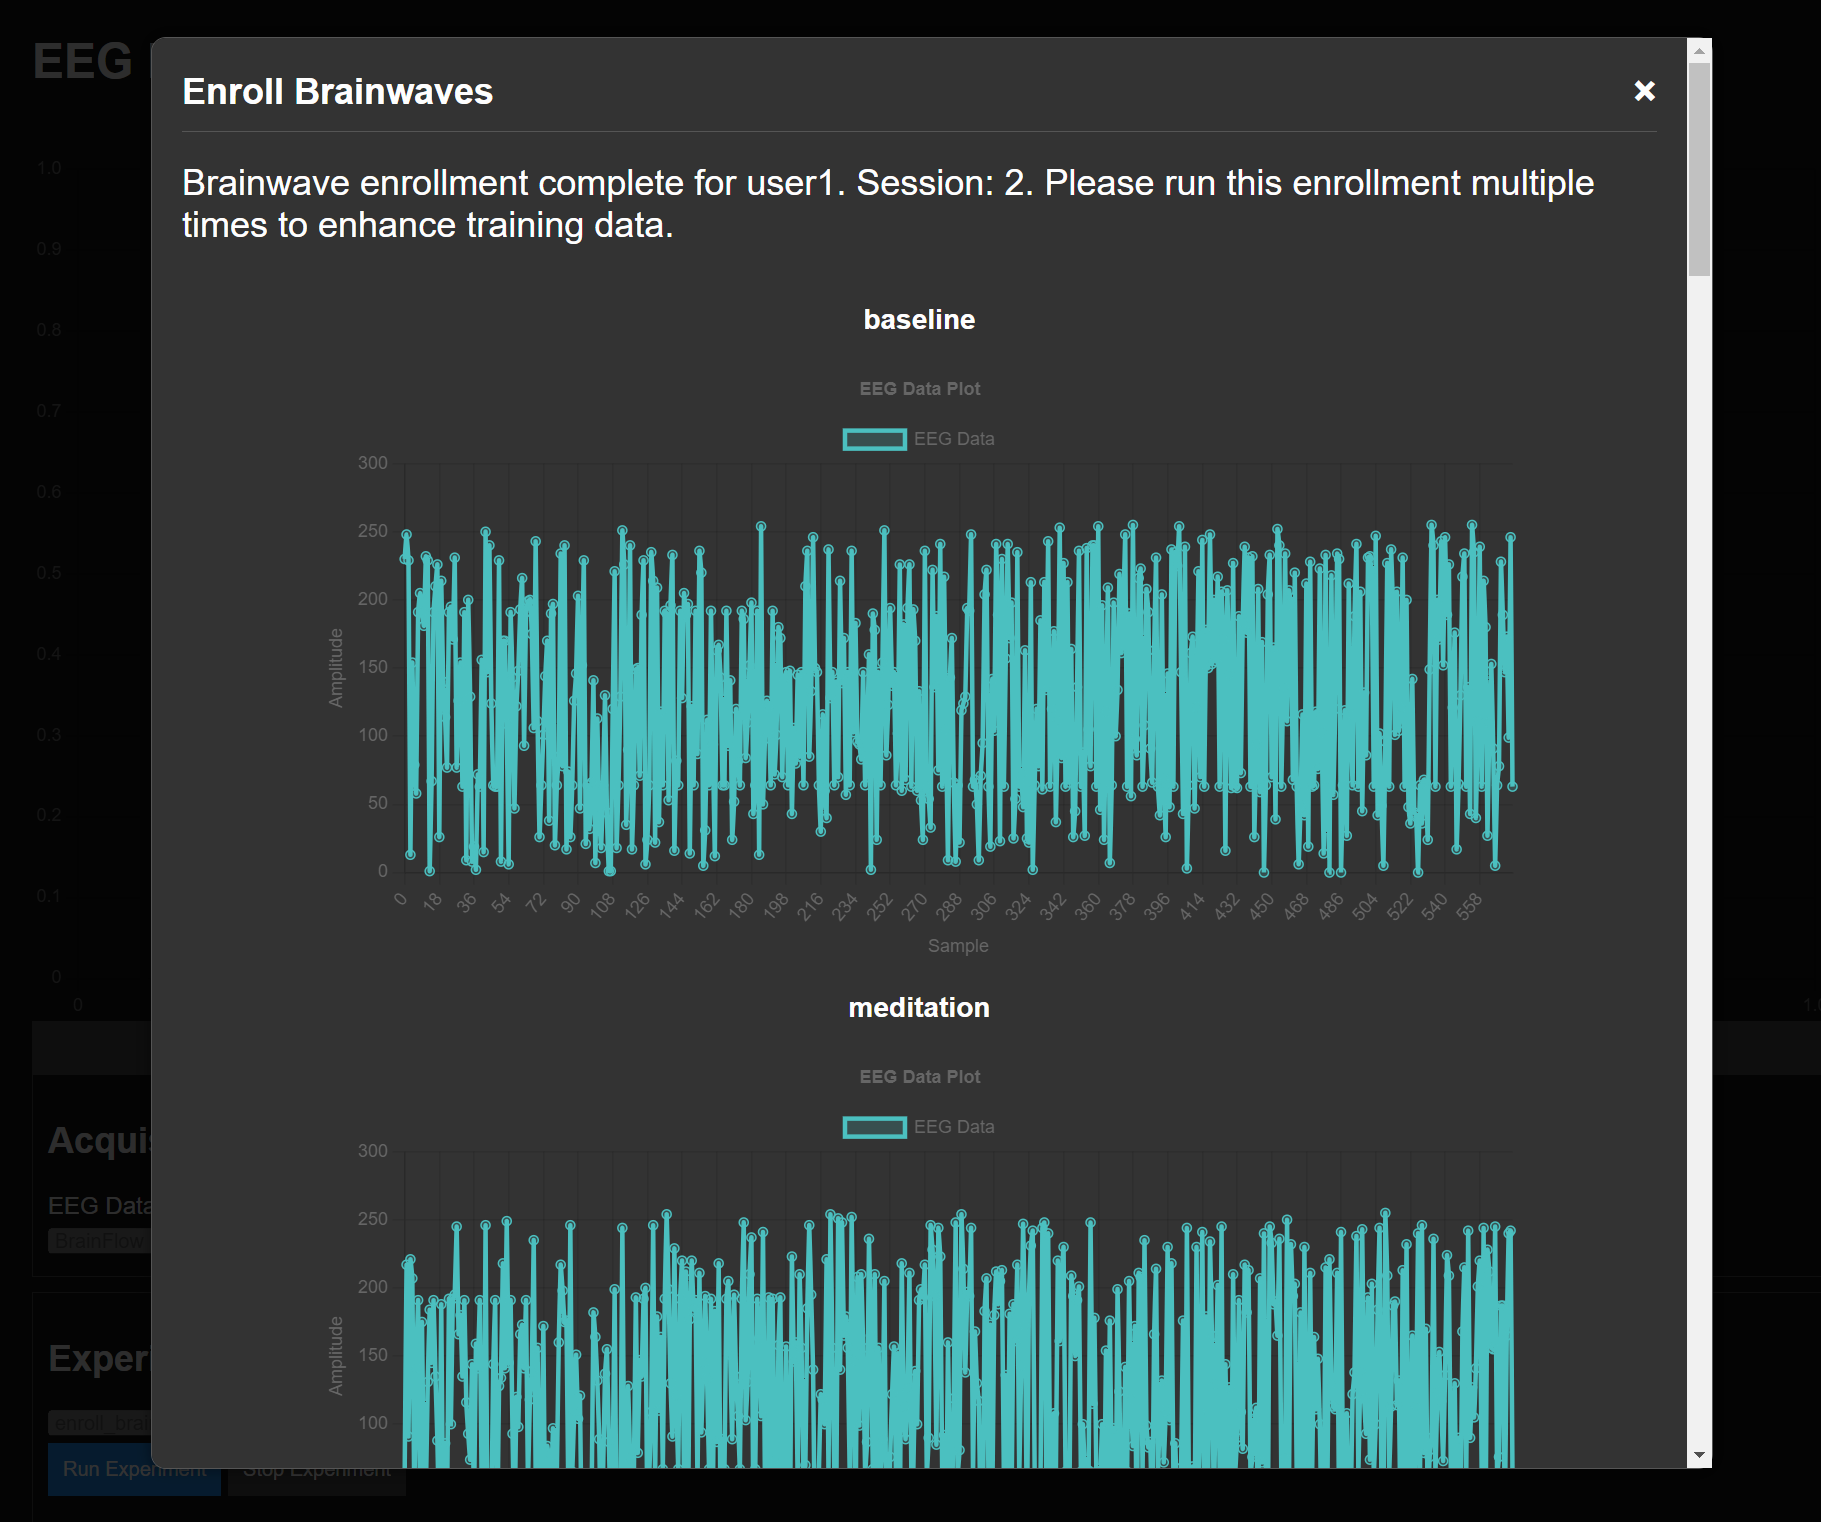 EEG
Enroll Brainwaves
×
Brainwave enrollment complete for user1. Session: 2. Please run this enrollment multiple
times to enhance training data.
baseline
EEG Data Plot
EEG Data
300
250
200
150
100
50
0
Amplitude
0 18 36 54 72 90 108 126 144 162 180 198 216 234 252 270 288 306 324 342 360 378 396 414 432 450 468 486 504 522 540 558
Sample
meditation
EEG Data Plot
EEG Data
300
250
200
150
100
Amplitude
1.0
0.9
0.8
0.7
0.6
0.5
0.4
0.3
0.2
0.1
0
0
EEG Data
BrainFlow
Run Experiment Stop Experiment